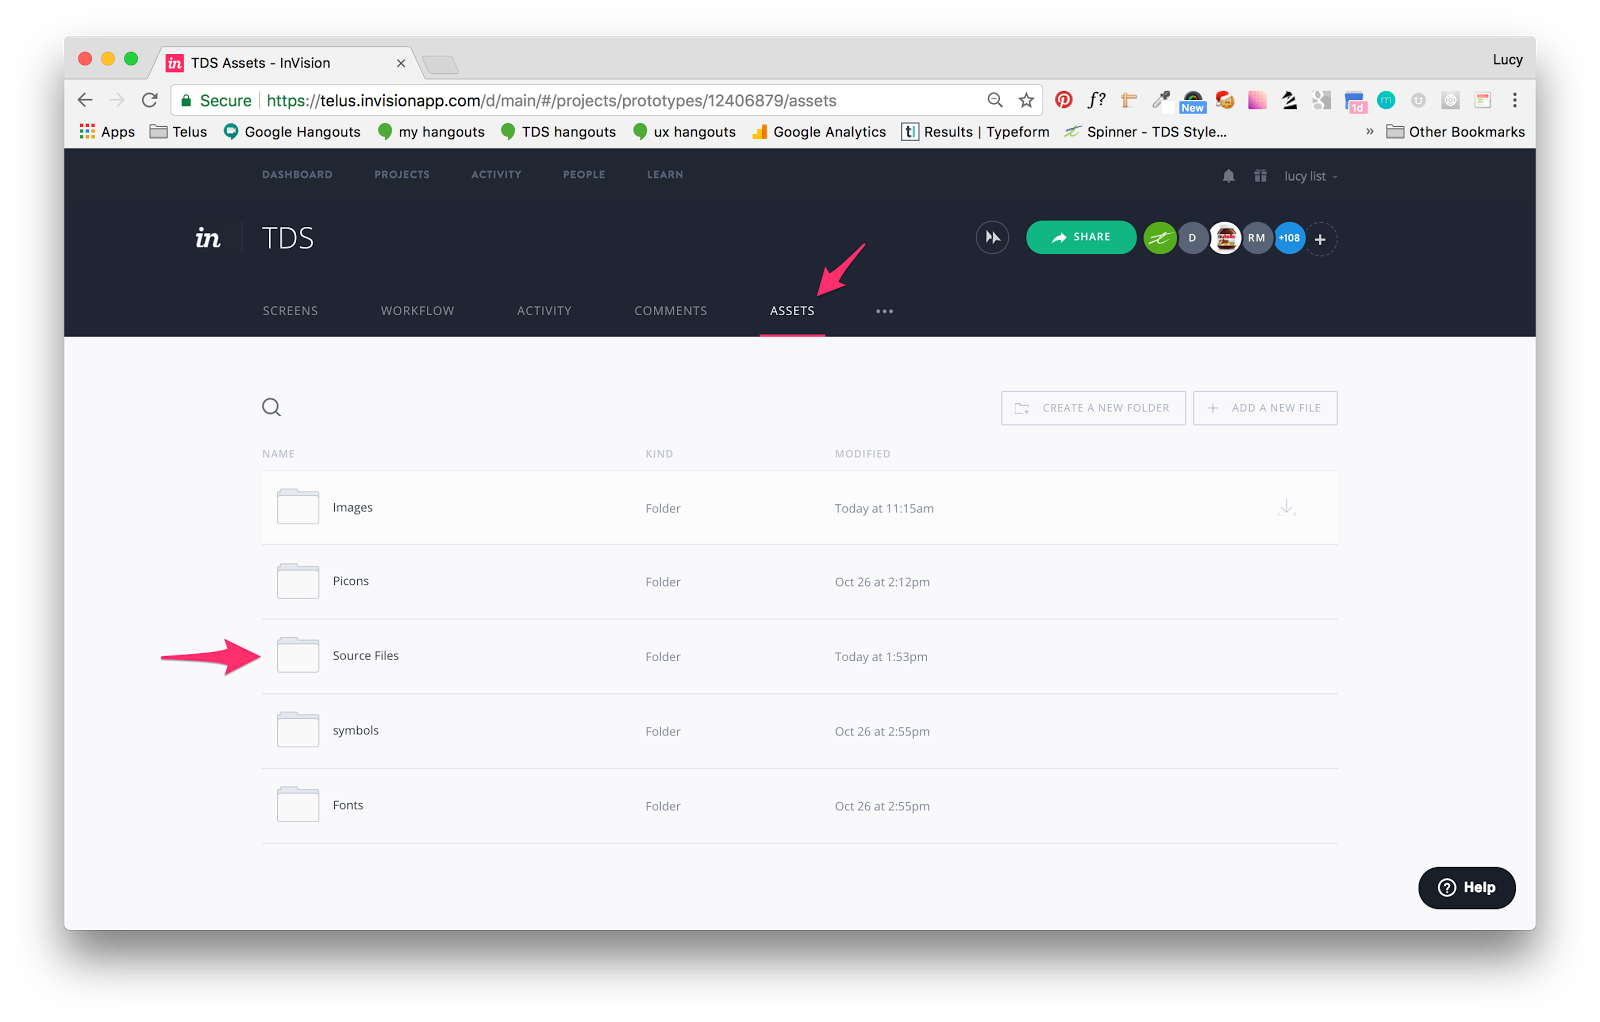 in TDS Assets - InVision × Lucy
Secure https://telus.invisionapp.com/d/main/#/projects/prototypes/12406879/assets f? New 1d m u
Apps Telus Google Hangouts my hangouts TDS hangouts ux hangouts Google Analytics t| Results | Typeform Spinner - TDS Style... » Other Bookmarks
DASHBOARD PROJECTS ACTIVITY PEOPLE LEARN lucy list
in TDS SHARE D nutella RM +108 +
SCREENS WORKFLOW ACTIVITY COMMENTS ASSETS •••
CREATE A NEW FOLDER + ADD A NEW FILE
NAME KIND MODIFIED
Images Folder Today at 11:15am
Picons Folder Oct 26 at 2:12pm
Source Files Folder Today at 1:53pm
symbols Folder Oct 26 at 2:55pm
Fonts Folder Oct 26 at 2:55pm
? Help